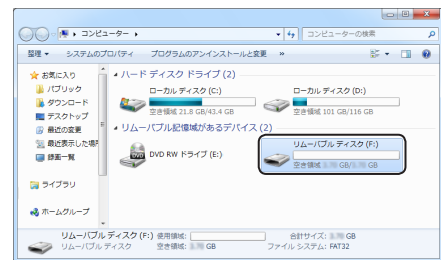 コンピューター
コンピューターの検索
整理
システムのプロパティ
プログラムのアンインストールと変更
»
お気に入り
パブリック
ダウンロード
デスクトップ
最近の変更
最近表示した場所
録画一覧
ライブラリ
ホームグループ
ハード ディスク ドライブ (2)
ローカル ディスク (C:)
空き領域 21.8 GB/43.4 GB
ローカル ディスク (D:)
空き領域 101 GB/116 GB
リムーバブル記憶域があるデバイス (2)
DVD RW ドライブ (E:)
リムーバブル ディスク (F:)
空き領域 GB/ GB
リムーバブル ディスク (F:) 使用領域: 合計サイズ: GB
リムーバブル ディスク 空き領域: GB ファイル システム: FAT32